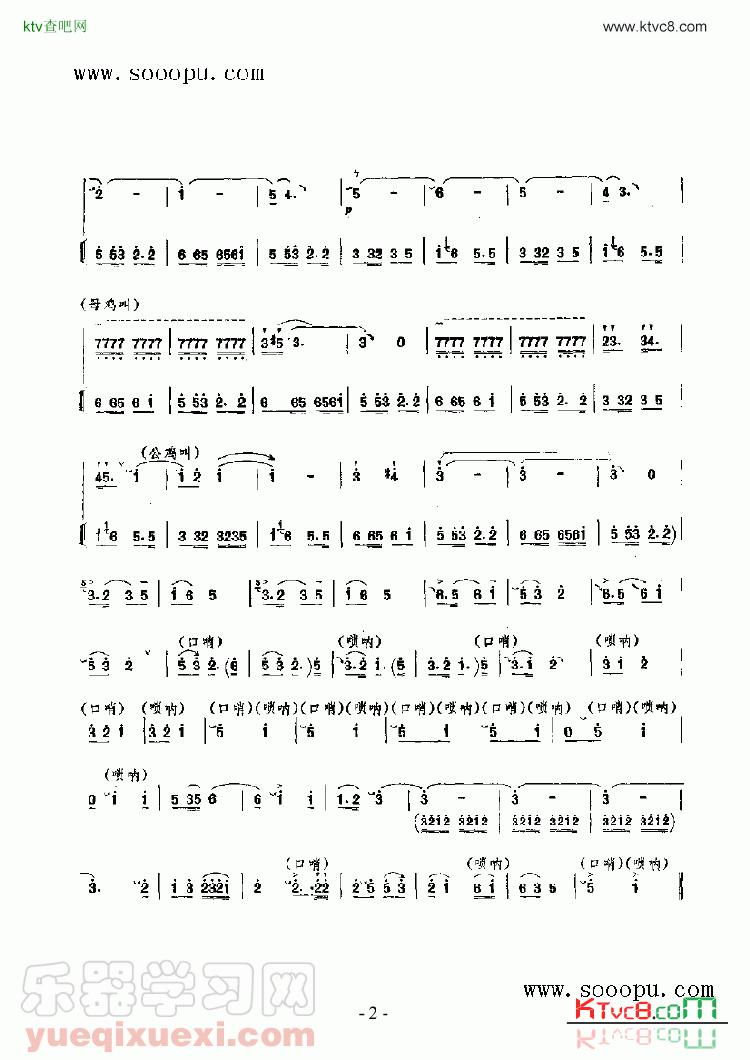 ktv查吧网 www.ktvc8.com
www.sooopu.com
2 - | 1 - | 5 4. | 5 - | 6 - | 5 - | 4 3. |
p
5 53 2.2 | 6 65 6561 | 5 53 2.2 | 3 32 3 5 | 1 6 5.5 | 3 32 3 5 | 1 6 5.5 |
(母鸡叫)
7777 7777 | 7777 7777 | 3#5 3. | 3 0 | 7777 7777 | 7777 7777 | 23. 34. |
6 65 6 1 | 5 53 2. 2 | 6 65 6561 | 5 53 2.2 | 6 65 6 1 | 5 53 2. 2 | 3 32 3 5 |
(公鸡叫)
45. 1 | 1 2 1 | 1 - | 3 #4 | 3 - | 3 - | 3 0 |
1 6 5.5 | 3 32 3235 | 1 6 5.5 | 6 65 6 1 | 5 53 2.2 | 6 65 6561 | 5 53 2.2) |
3.2 3 5 | 1 6 5 | 3.2 3 5 | 1 6 5 | 6.5 6 1 | 5 3 2 | 6.5 6 1 |
(口哨) (唢呐) (口哨) (唢呐)
5 3 2 | 5 3 2 (6 | 5 3 2) 5 | 3 2 1 (6 | 3.2 1.) 5 | 3.1 2 | 3 1 2 |
(口哨) (唢呐) (口哨)(唢呐)(口哨)(唢呐)(口哨)(唢呐)(口哨)(唢呐) (口哨)(唢呐)
3 2 1 | 3 2 1 | 5 1 | 5 1 | 5 1 | 5 1 | 0 5 1 |
(唢呐)
0 1 1 | 5 35 6 | 6 1 1 | 1.2 3 | 3 - | 3 - | 3 - |
(3212 3212 | 3212 3212 | 3212 3212)
(口哨) (唢呐) (口哨)(唢呐)
3. 2 | 1 3 2321 | 2 2. 22 | 2 5 5 3 | 2 1 6 1 | 6 3 5 | 5 1 ‖
乐器学习网
yueqixuexi.com
- 2 -
www.sooopu.com
KTvc8.com